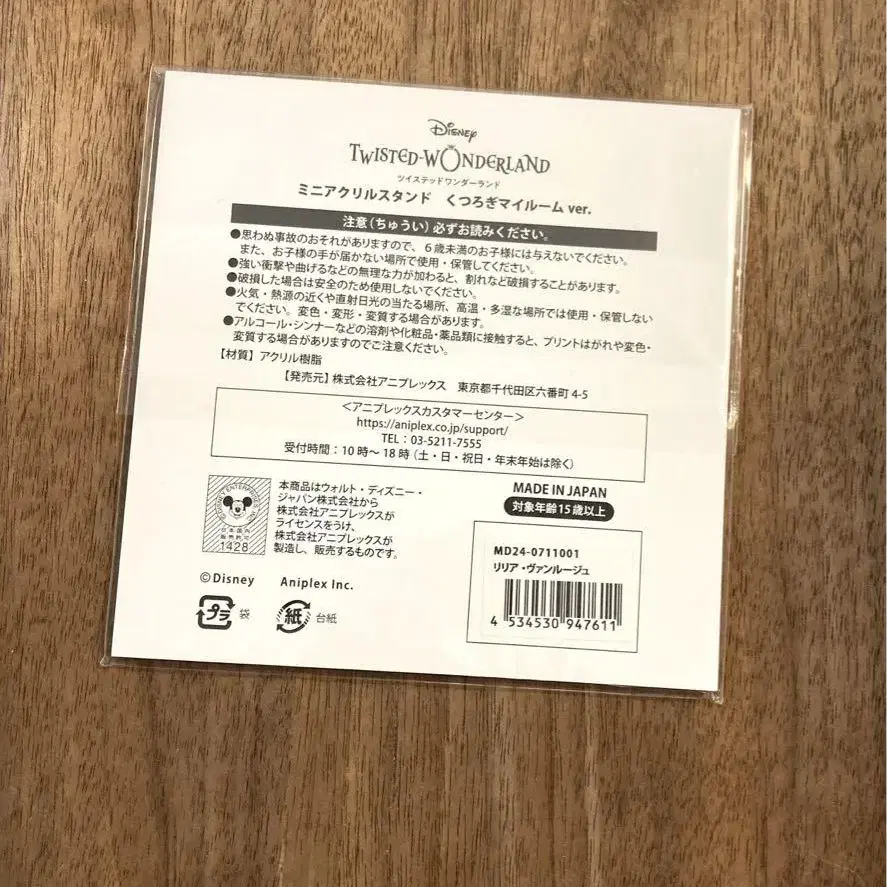 Disney
TWISTED-WONDERLAND
ツイステッドワンダーランド
ミニアクリルスタンド くつろぎマイルーム ver.
注意(ちゅうい)必ずお読みください。
●思わぬ事故のおそれがありますので、6歳未満のお子様には与えないでください。
また、お子様の手が届かない場所で使用・保管してください。
●強い衝撃や曲げるなどの無理な力が加わると、割れなど破損することがあります。
●破損した場合は安全のため使用しないでください。
●火気・熱源の近くや直射日光の当たる場所、高温・多湿な場所では使用・保管しない
でください。変色・変形・変質する場合があります。
●アルコール・シンナーなどの溶剤や化粧品・薬品類に接触すると、プリントはがれや変色・
変質する場合がありますのでご注意ください。
【材質】アクリル樹脂
【発売元】株式会社アニプレックス 東京都千代田区六番町 4-5
＜アニプレックスカスタマーセンター＞
https://aniplex.co.jp/support/
TEL:03-5211-7555
受付時間:10時〜18時(土・日・祝日・年末年始は除く)
日本国内
販売許可
1428
本商品はウォルト・ディズニー・
ジャパン株式会社から
株式会社アニプレックスが
ライセンスをうけ、
株式会社アニプレックスが
製造し、販売するものです。
MADE IN JAPAN
対象年齢15歳以上
MD24-0711001
リリア・ヴァンルージュ
4 534530 947611
©Disney Aniplex Inc.
プラ 袋 紙 台紙